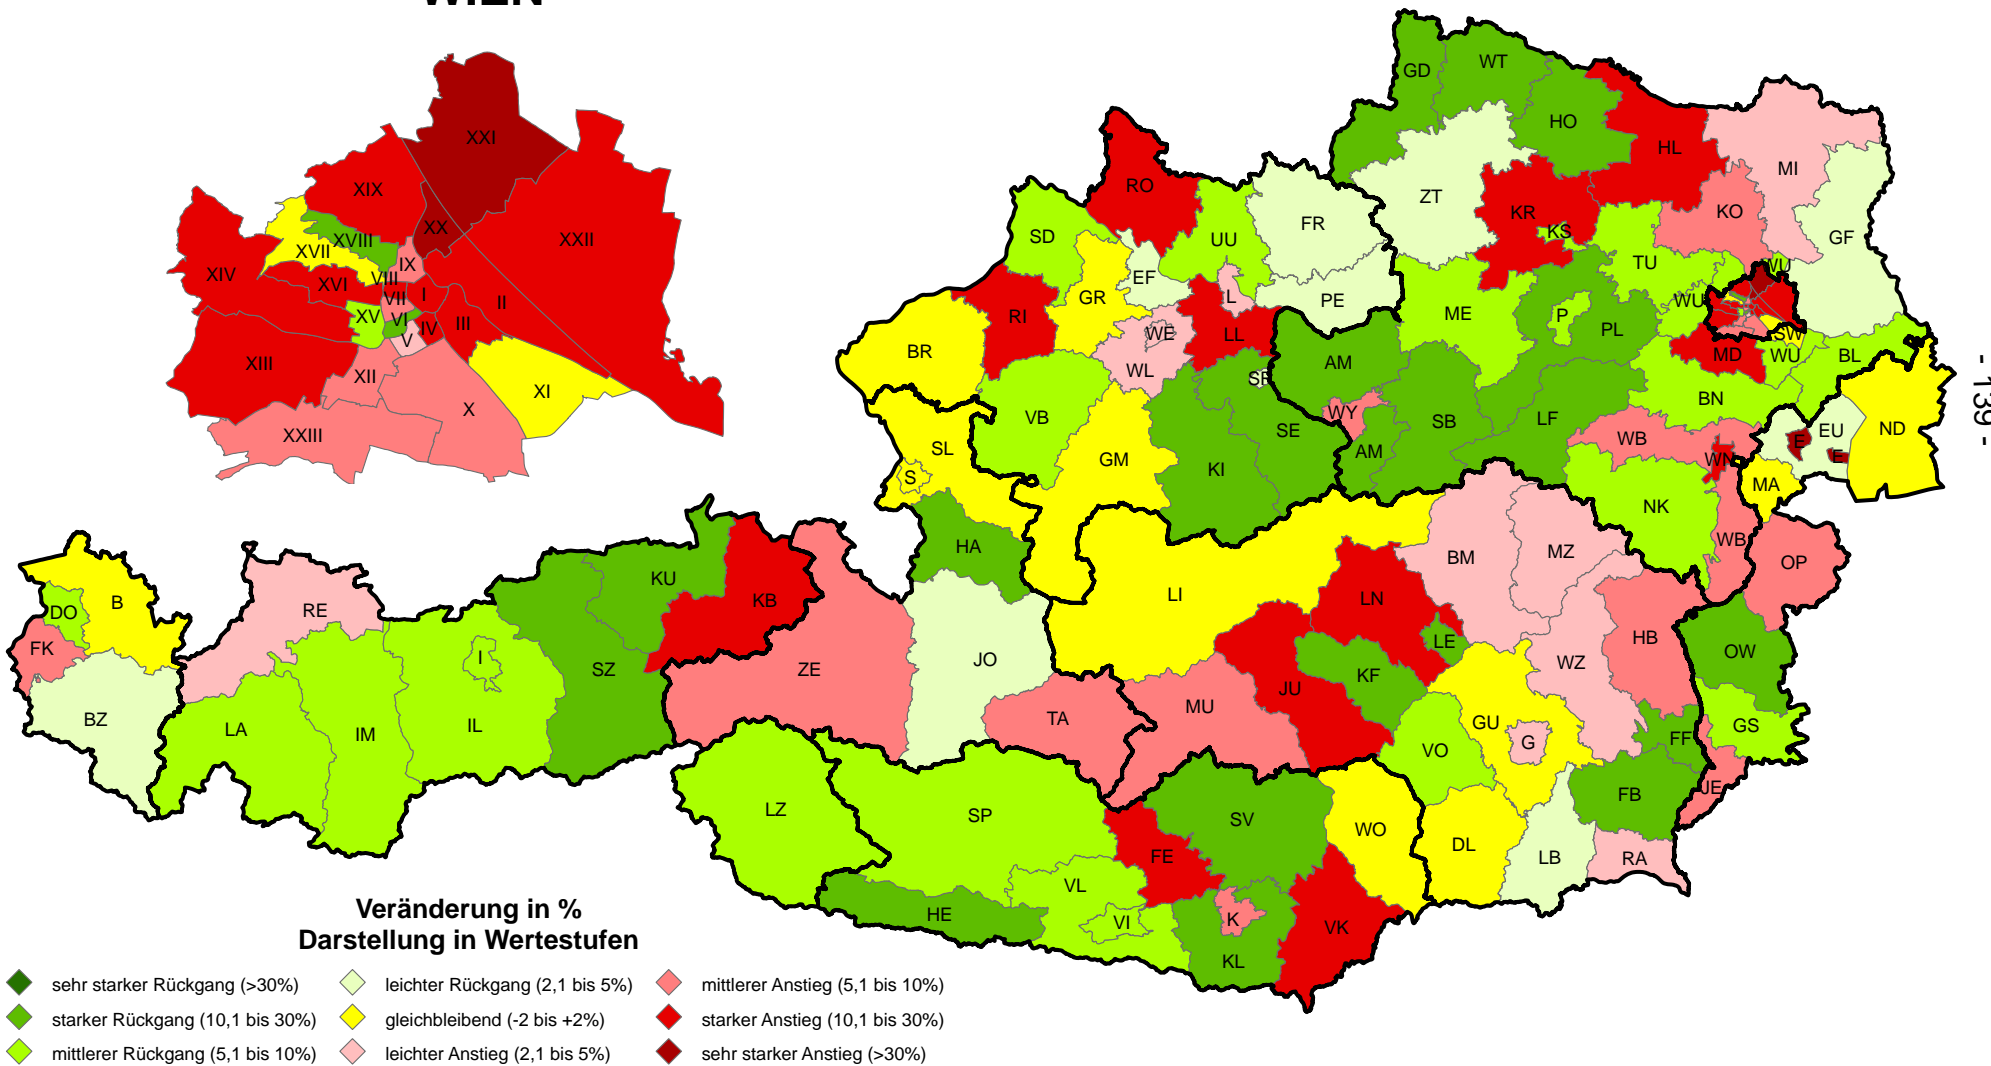 WIEN
XXI
XIX
XX
XXII
XVIII
XVII
IX
XIV
VIII
XVI
VII
I
II
XV
VI
IV
III
V
XIII
XII
XI
X
XXIII
GD
WT
HO
HL
MI
RO
ZT
KR
KO
FR
SD
UU
KS
GF
TU
WU
EF
GR
L
PE
RI
ME
P
PL
WU
WE
LL
SW
BR
WL
AM
MD
WU
BL
SR
BN
VB
WY
SB
LF
SE
AM
WB
E
EU
ND
SL
GM
KI
WN
E
S
MA
NK
HA
WB
BM
MZ
OP
KU
KB
LI
LN
B
DO
RE
HB
LE
FK
I
SZ
ZE
JO
WZ
OW
KF
JU
BZ
LA
IM
IL
TA
MU
GU
G
VO
FF
GS
JE
FB
LZ
SP
SV
WO
DL
LB
RA
FE
VL
HE
VI
K
VK
KL
- 139 -
Veränderung in %
Darstellung in Wertestufen
sehr starker Rückgang (>30%)
leichter Rückgang (2,1 bis 5%)
mittlerer Anstieg (5,1 bis 10%)
starker Rückgang (10,1 bis 30%)
gleichbleibend (-2 bis +2%)
starker Anstieg (10,1 bis 30%)
mittlerer Rückgang (5,1 bis 10%)
leichter Anstieg (2,1 bis 5%)
sehr starker Anstieg (>30%)